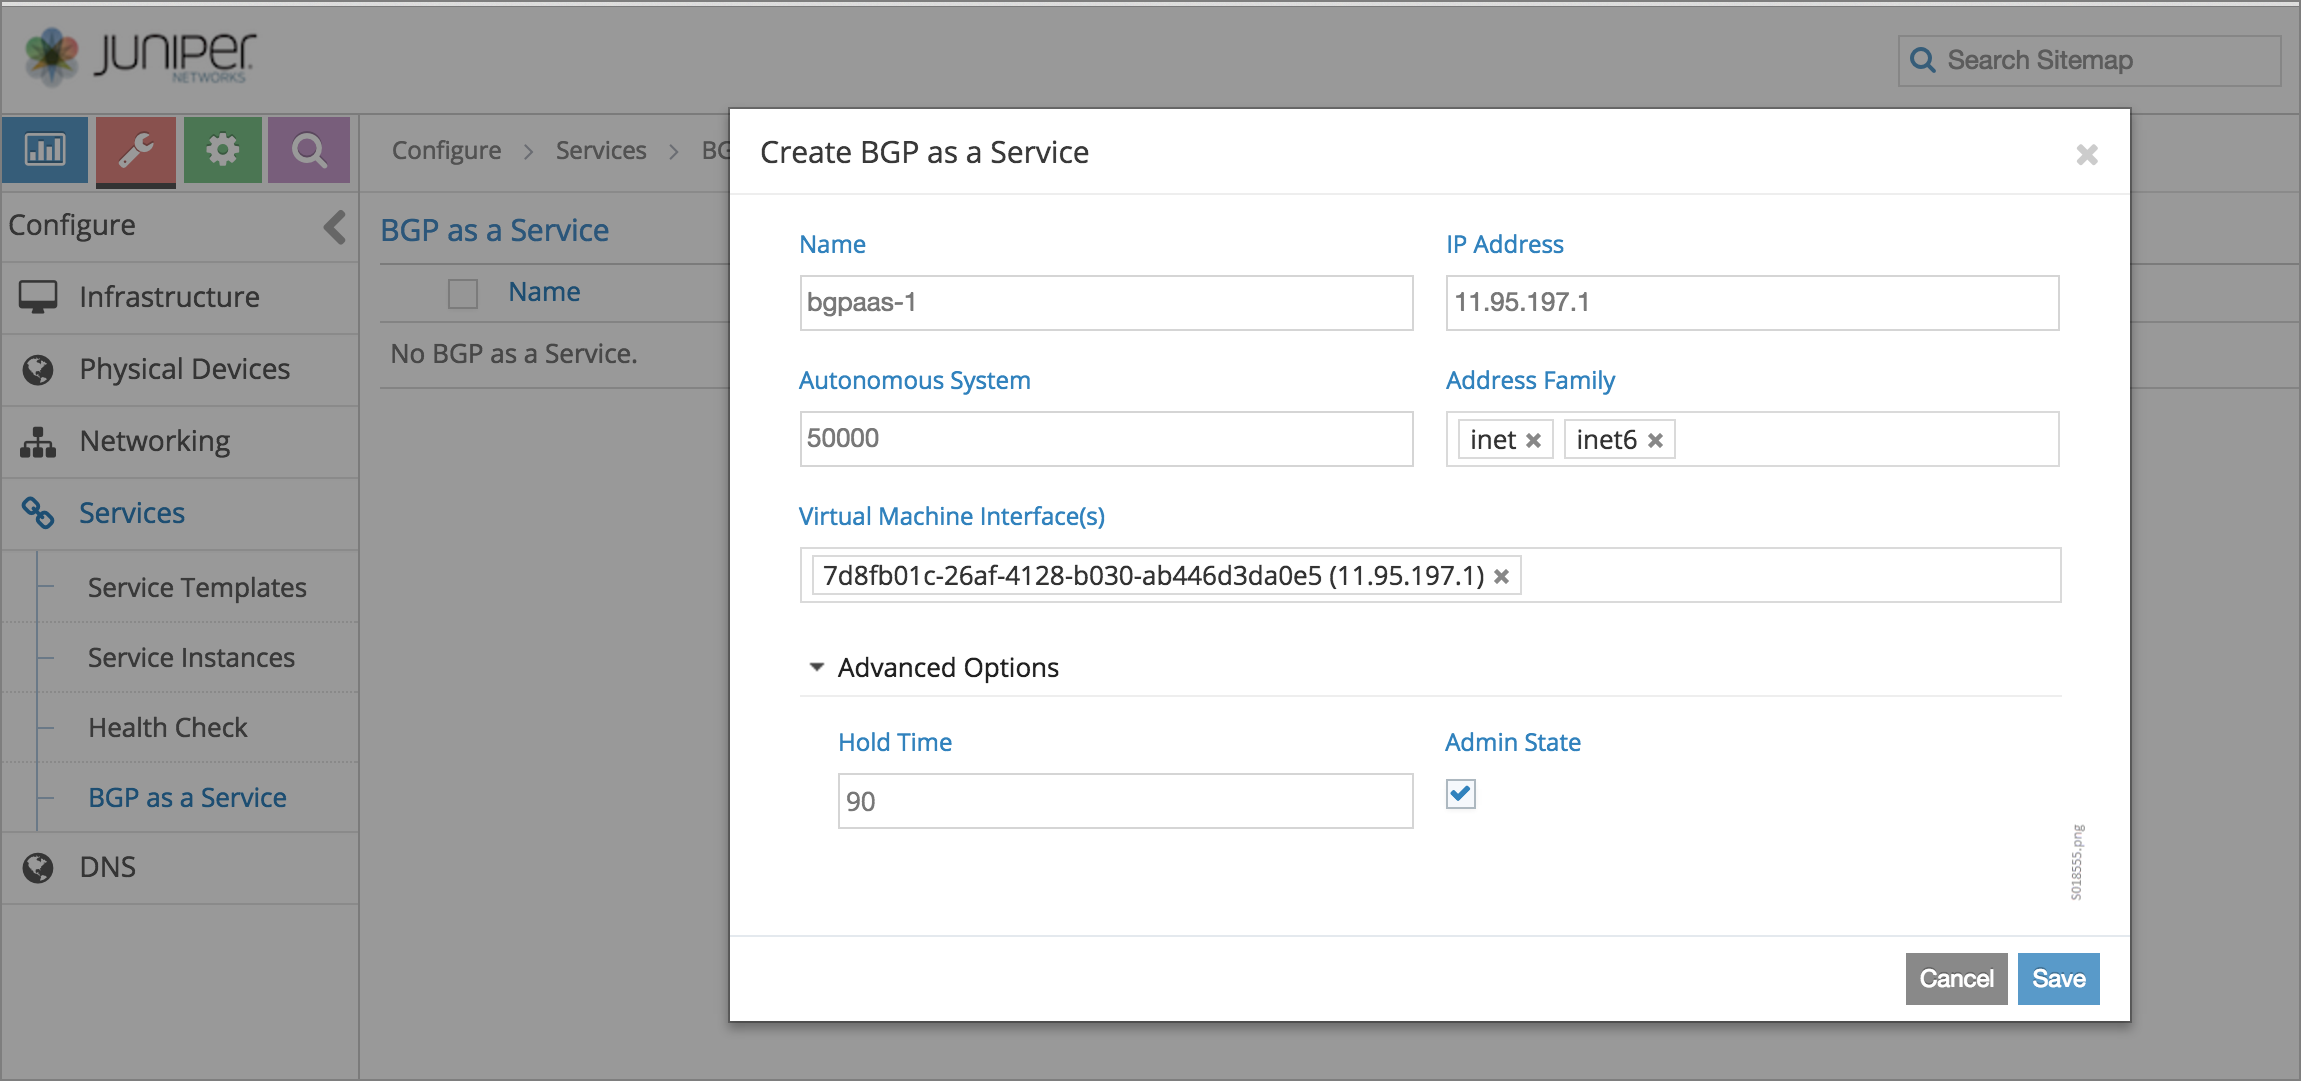 JUNIPER
NETWORKS
Search Sitemap
Configure > Services > BG
Configure
Infrastructure
Physical Devices
Networking
Services
Service Templates
Service Instances
Health Check
BGP as a Service
DNS
BGP as a Service
Name
No BGP as a Service.
Create BGP as a Service
Name
IP Address
bgpaas-1
11.95.197.1
Autonomous System
Address Family
50000
inet inet6
Virtual Machine Interface(s)
7d8fb01c-26af-4128-b030-ab446d3da0e5 (11.95.197.1)
Advanced Options
Hold Time
Admin State
90
S018555.png
Cancel
Save